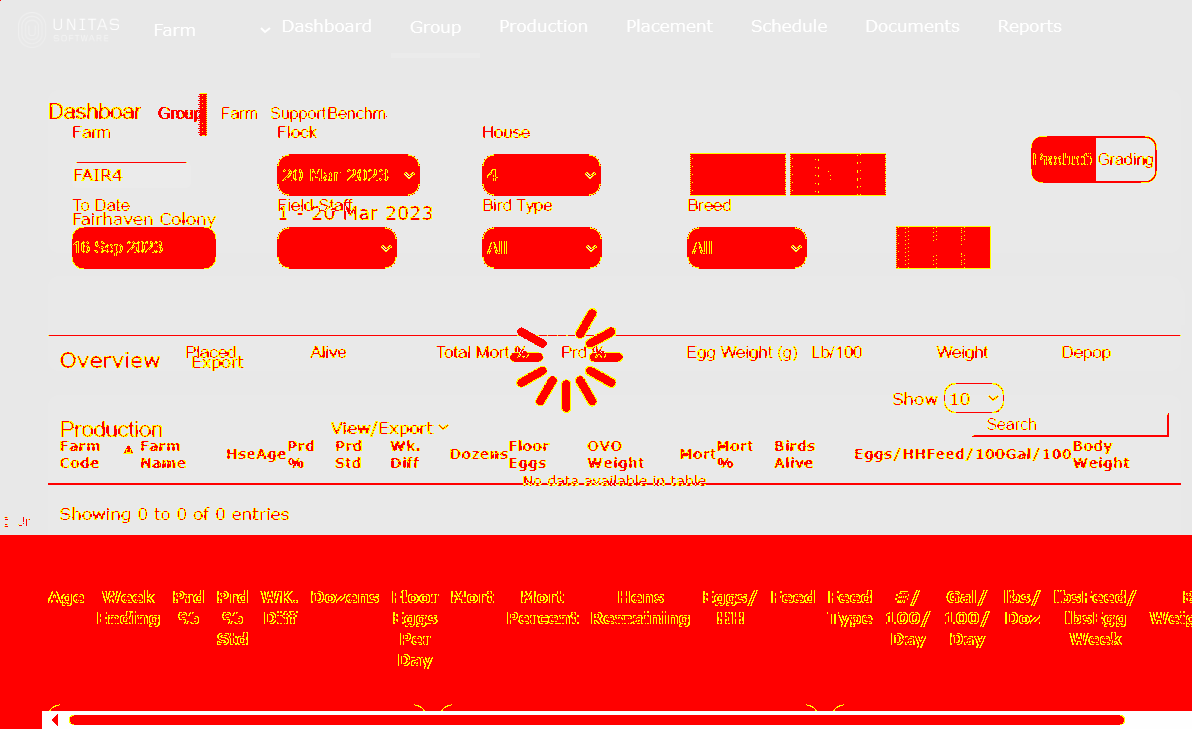 UNITAS
SOFTWARE
Farm Dashboard Group Production Placement Schedule Documents Reports
Dashboar Group Farm Support Benchm.
Farm Flock House
FAIR4 20 Mar 2023 4 Product Grading
To Date Field Staff Bird Type Breed
Fairhaven Colony 1 - 20 Mar 2023
16 Sep 2023 All All
Overview Placed Alive Total Mort % Prd % Egg Weight (g) Lb/100 Weight Depop
Export
Show 10
Production View/Export Search
Farm Code Farm Name Hse Age Prd % Prd Std Wk. Diff Dozens Floor Eggs OVO Weight Mort Mort % Birds Alive Eggs/HH Feed/100 Gal/100 Body Weight
No data available in table
Showing 0 to 0 of 0 entries
Age Week Ending Prd % Prd % Std WK. Diff Dozens Floor Eggs Per Day Mort Mort Percent Hens Remaining Eggs/ HH Feed Feed Type #/ 100/ Day Gal/ 100/ Day lbs/ Doz lbsFeed/ lbsEgg Week